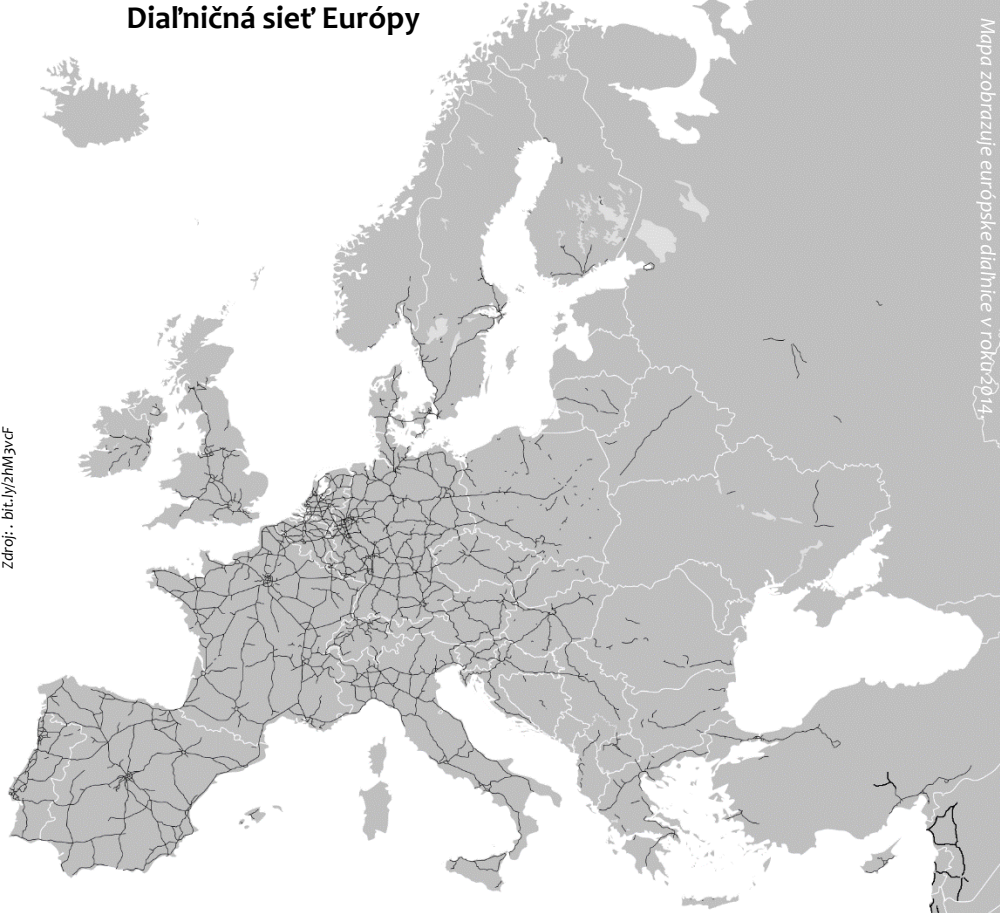 Diaľničná sieť Európy
Mapa zobrazuje európske diaľnice v roku 2014.
Zdroj: . bit.ly/2hM3vcF